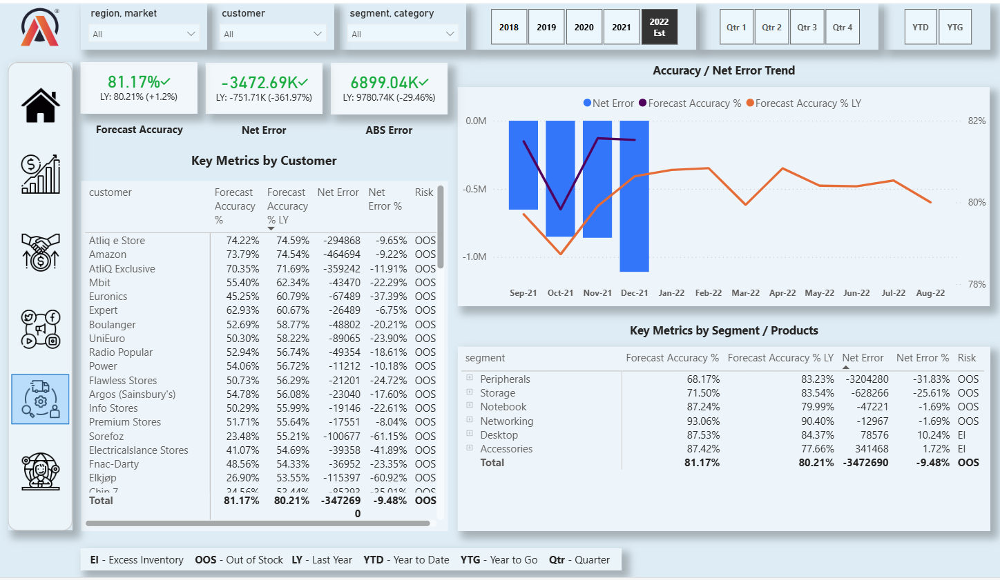 region, market
All
customer
All
segment, category
All
2018
2019
2020
2021
2022
Est
Qtr 1
Qtr 2
Qtr 3
Qtr 4
YTD
YTG
81.17%
LY: 80.21% (+1.2%)
Forecast Accuracy
-3472.69K
LY: -751.71K (-361.97%)
Net Error
6899.04K
LY: 9780.74K (-29.46%)
ABS Error
Key Metrics by Customer
customer Forecast Accuracy % Forecast Accuracy % LY Net Error Net Error % Risk
Atliq e Store 74.22% 74.59% -294868 -9.65% OOS
Amazon 73.79% 74.54% -464694 -9.22% OOS
AtliQ Exclusive 70.35% 71.69% -359242 -11.91% OOS
Mbit 55.40% 62.34% -43470 -22.29% OOS
Euronics 45.25% 60.79% -67489 -37.39% OOS
Expert 62.93% 60.67% -26489 -6.75% OOS
Boulanger 52.69% 58.77% -48802 -20.21% OOS
UniEuro 50.30% 58.22% -89065 -23.90% OOS
Radio Popular 52.94% 56.74% -49354 -18.61% OOS
Power 54.06% 56.72% -11212 -10.18% OOS
Flawless Stores 50.73% 56.29% -21201 -24.72% OOS
Argos (Sainsbury's) 54.78% 56.08% -23040 -17.60% OOS
Info Stores 50.29% 55.99% -19146 -22.61% OOS
Premium Stores 51.71% 55.64% -17551 -8.04% OOS
Sorefoz 23.48% 55.21% -100677 -61.15% OOS
Electricalslance Stores 41.07% 54.69% -39358 -41.89% OOS
Fnac-Darty 48.56% 54.33% -36952 -23.35% OOS
Elkjøp 26.90% 53.55% -115397 -60.92% OOS
Chip 7 34.56% 53.44% -85293 -35.01% OOS
Total 81.17% 80.21% -347269 -9.48% OOS
0
Accuracy / Net Error Trend
Net Error Forecast Accuracy % Forecast Accuracy % LY
0.0M
-0.5M
-1.0M
82%
80%
78%
Sep-21 Oct-21 Nov-21 Dec-21 Jan-22 Feb-22 Mar-22 Apr-22 May-22 Jun-22 Jul-22 Aug-22
Key Metrics by Segment / Products
segment Forecast Accuracy % Forecast Accuracy % LY Net Error Net Error % Risk
Peripherals 68.17% 83.23% -3204280 -31.83% OOS
Storage 71.50% 83.54% -628266 -25.61% OOS
Notebook 87.24% 79.99% -47221 -1.69% OOS
Networking 93.06% 90.40% -12967 -1.69% OOS
Desktop 87.53% 84.37% 78576 10.24% EI
Accessories 87.42% 77.66% 341468 1.72% EI
Total 81.17% 80.21% -3472690 -9.48% OOS
EI - Excess Inventory OOS - Out of Stock LY - Last Year YTD - Year to Date YTG - Year to Go Qtr - Quarter